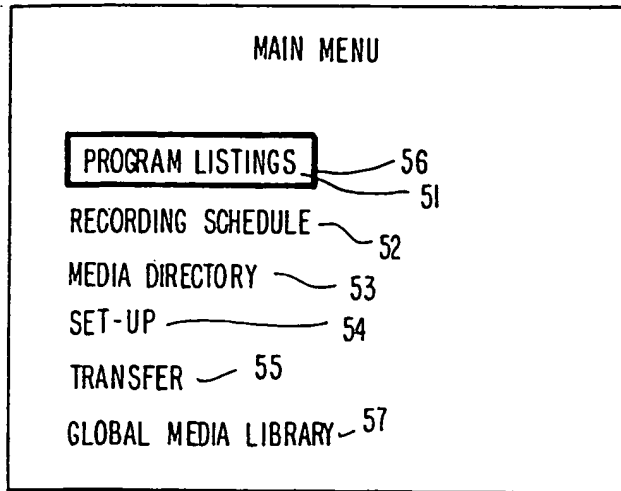 MAIN MENU
PROGRAM LISTINGS 56
51
RECORDING SCHEDULE 52
MEDIA DIRECTORY 53
SET-UP 54
TRANSFER 55
GLOBAL MEDIA LIBRARY 57